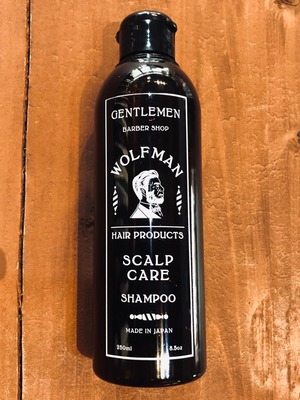 GENTLEMEN
BARBER SHOP
WOLFMAN
HAIR PRODUCTS
SCALP
CARE
SHAMPOO
MADE IN JAPAN
250ml 8.5oz